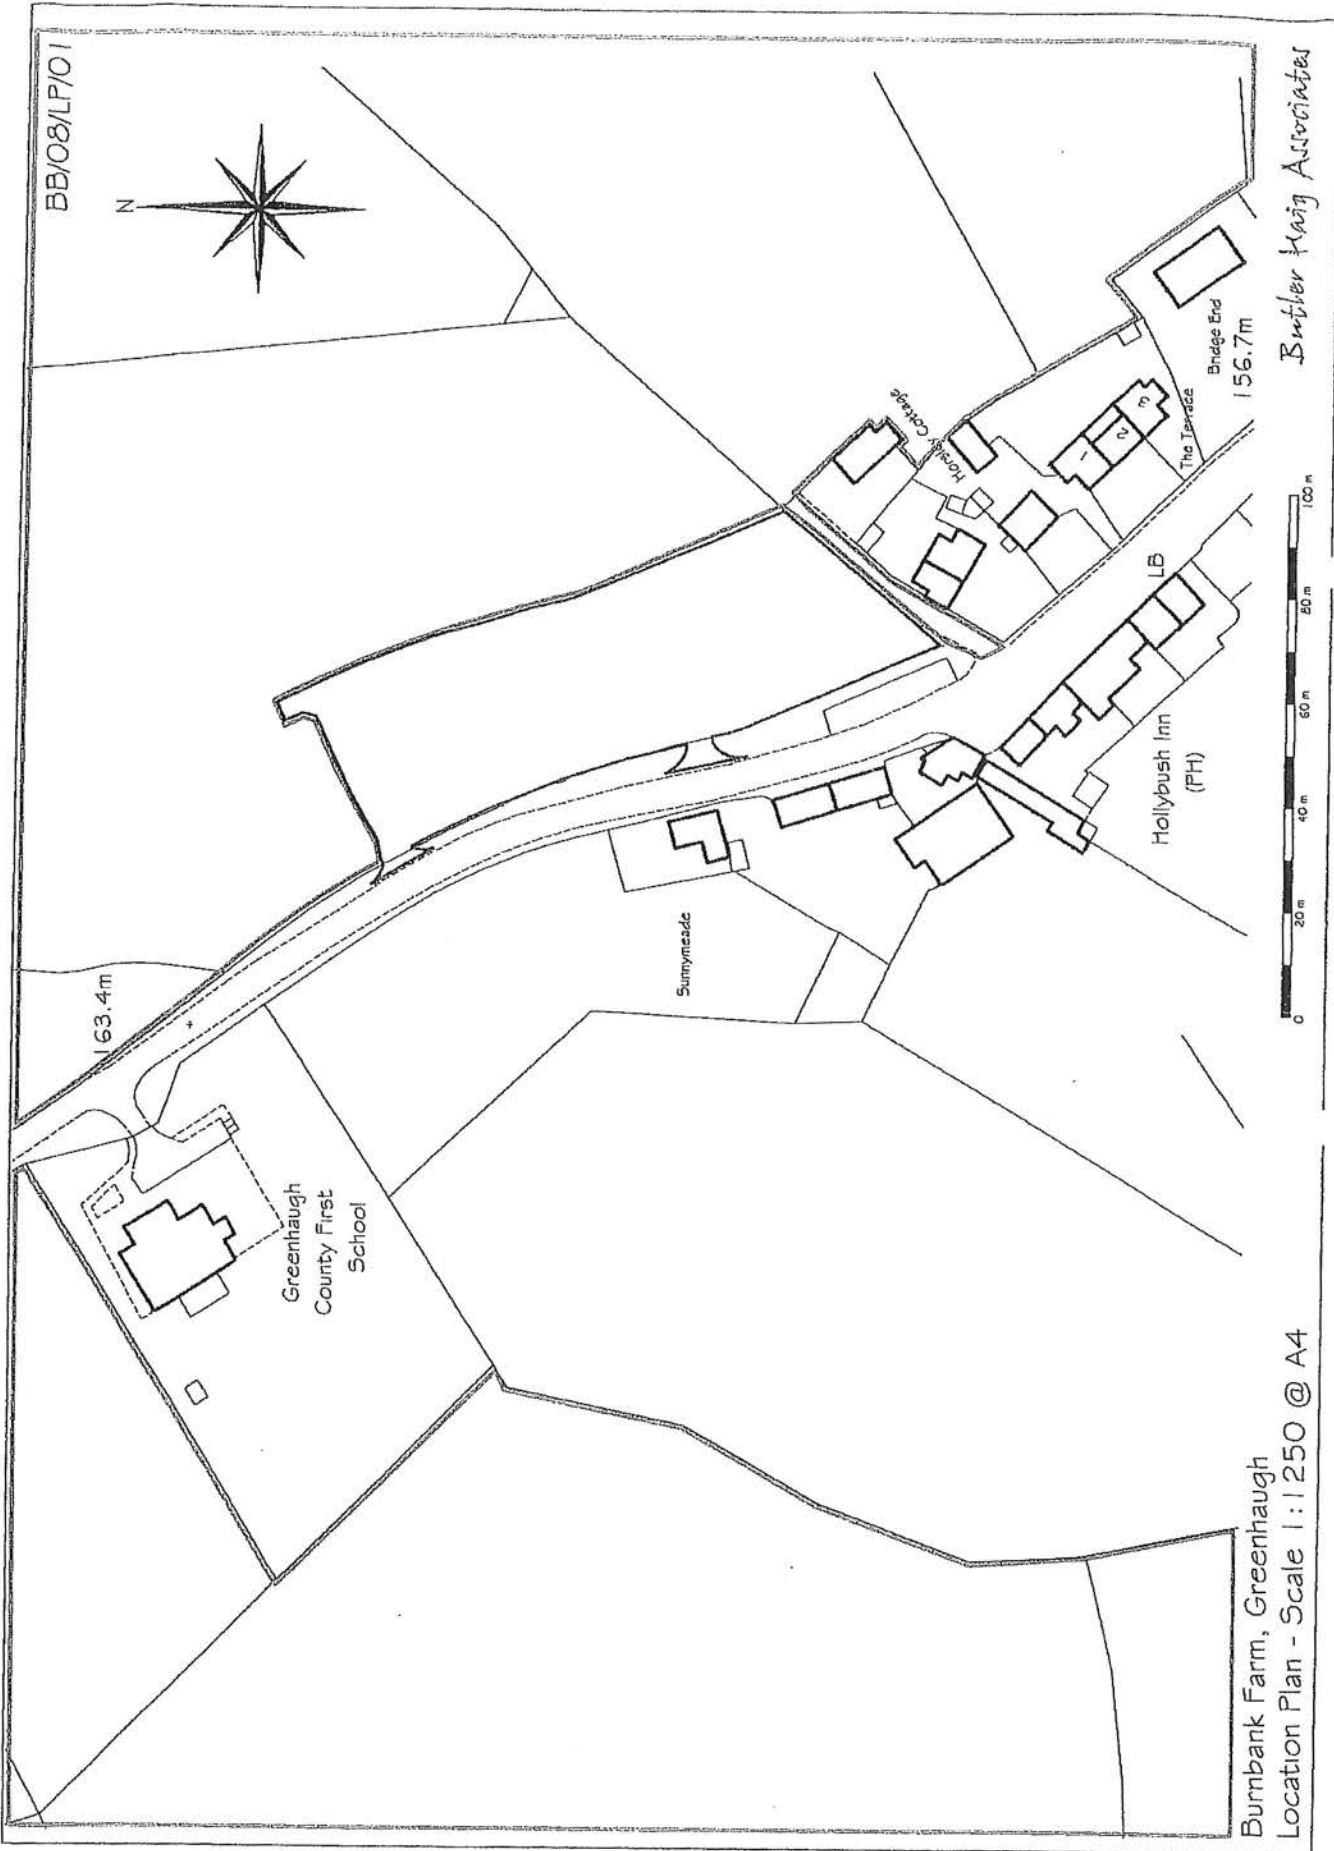 BB/08/LP/01
N
163.4m
Greenhaugh
County First
School
Sunnymeade
Horsley Cottage
1
2
3
The Terrace
Bridge End
156.7m
LB
Hollybush Inn
(PH)
0
20 m
40 m
60 m
80 m
100 m
Burnbank Farm, Greenhaugh
Location Plan - Scale 1:1250 @ A4
Butler Haig Associates